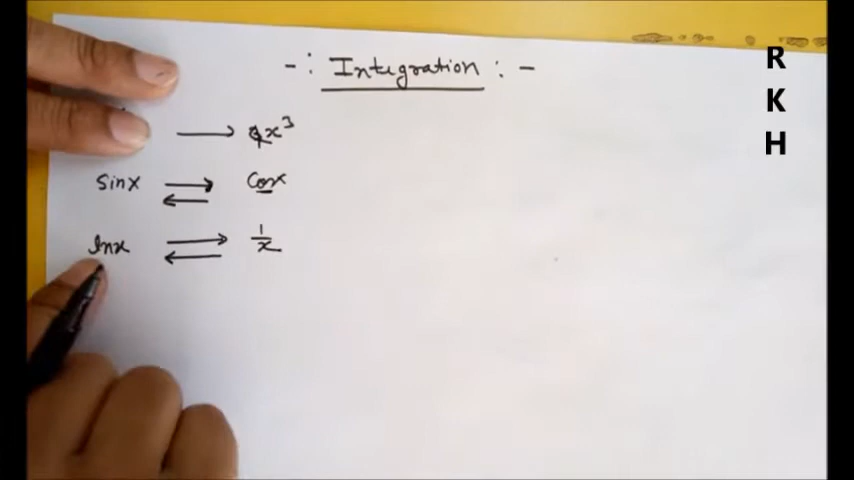 -: Integration :-
→ 4x³
sinx ⇄ cosx
lnx ⇄ 1/x
R
K
H